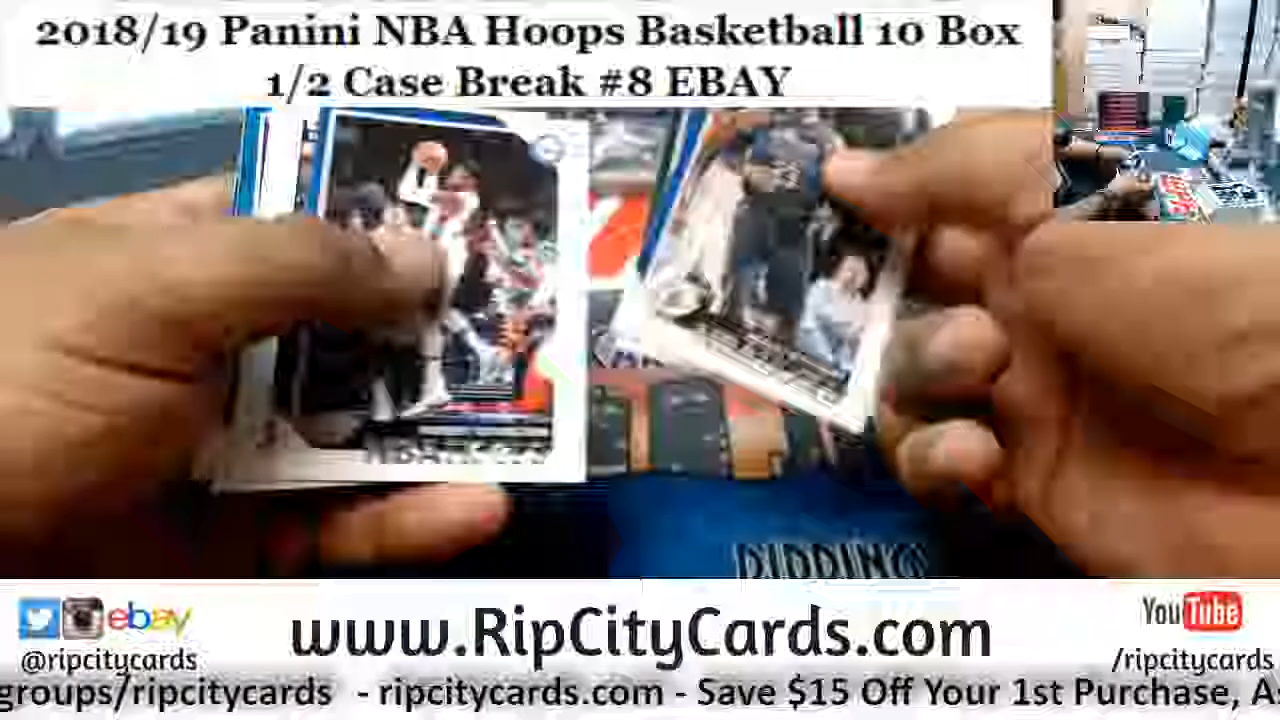 2018/19 Panini NBA Hoops Basketball 10 Box
1/2 Case Break #8 EBAY
ebay
www.RipCityCards.com
YouTube
@ripcitycards
/ripcitycards
groups/ripcitycards - ripcitycards.com - Save $15 Off Your 1st Purchase, As